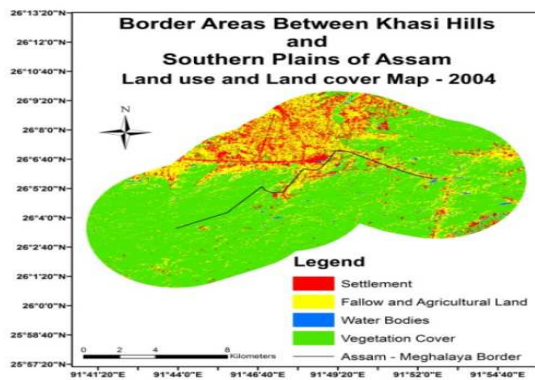 Border Areas Between Khasi Hills
and
Southern Plains of Assam
Land use and Land cover Map - 2004
26°13'20"N
26°12'0"N
26°10'40"N
26°9'20"N
26°8'0"N
26°6'40"N
26°5'20"N
26°4'0"N
26°2'40"N
26°1'20"N
26°0'0"N
25°58'40"N
25°57'20"N
N
Legend
Settlement
Fallow and Agricultural Land
Water Bodies
Vegetation Cover
Assam - Meghalaya Border
0 2 4 8
Kilometers
91°41'20"E 91°44'0"E 91°46'40"E 91°49'20"E 91°52'0"E 91°54'40"E